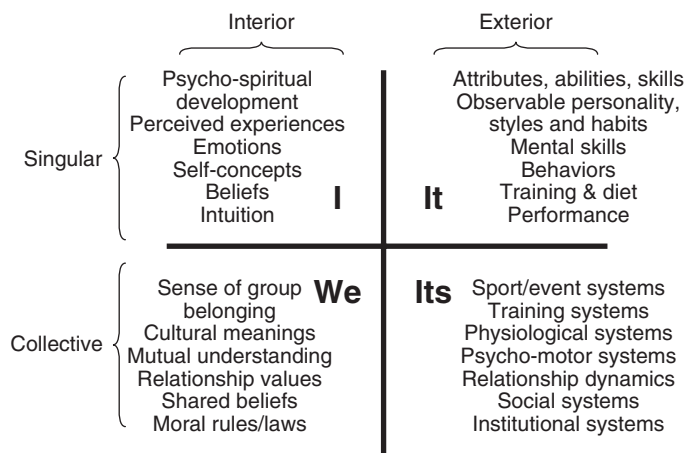 Interior
Exterior
Singular
Psycho-spiritual
development
Perceived experiences
Emotions
Self-concepts
Beliefs
Intuition
I
It
Attributes, abilities, skills
Observable personality,
styles and habits
Mental skills
Behaviors
Training & diet
Performance
Collective
Sense of group
belonging
Cultural meanings
Mutual understanding
Relationship values
Shared beliefs
Moral rules/laws
We
Its
Sport/event systems
Training systems
Physiological systems
Psycho-motor systems
Relationship dynamics
Social systems
Institutional systems